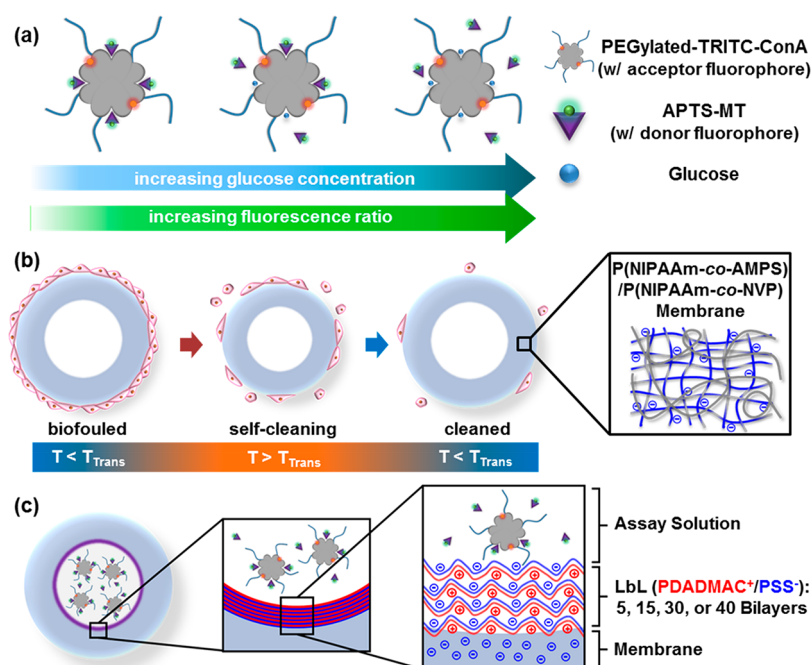 (a)
PEGylated-TRITC-ConA
(w/ acceptor fluorophore)
APTS-MT
(w/ donor fluorophore)
Glucose
increasing glucose concentration
increasing fluorescence ratio
(b)
P(NIPAAm-co-AMPS)
/P(NIPAAm-co-NVP)
Membrane
biofouled
self-cleaning
cleaned
T < TTrans
T > TTrans
T < TTrans
(c)
Assay Solution
LbL (PDADMAC+/PSS-):
5, 15, 30, or 40 Bilayers
Membrane